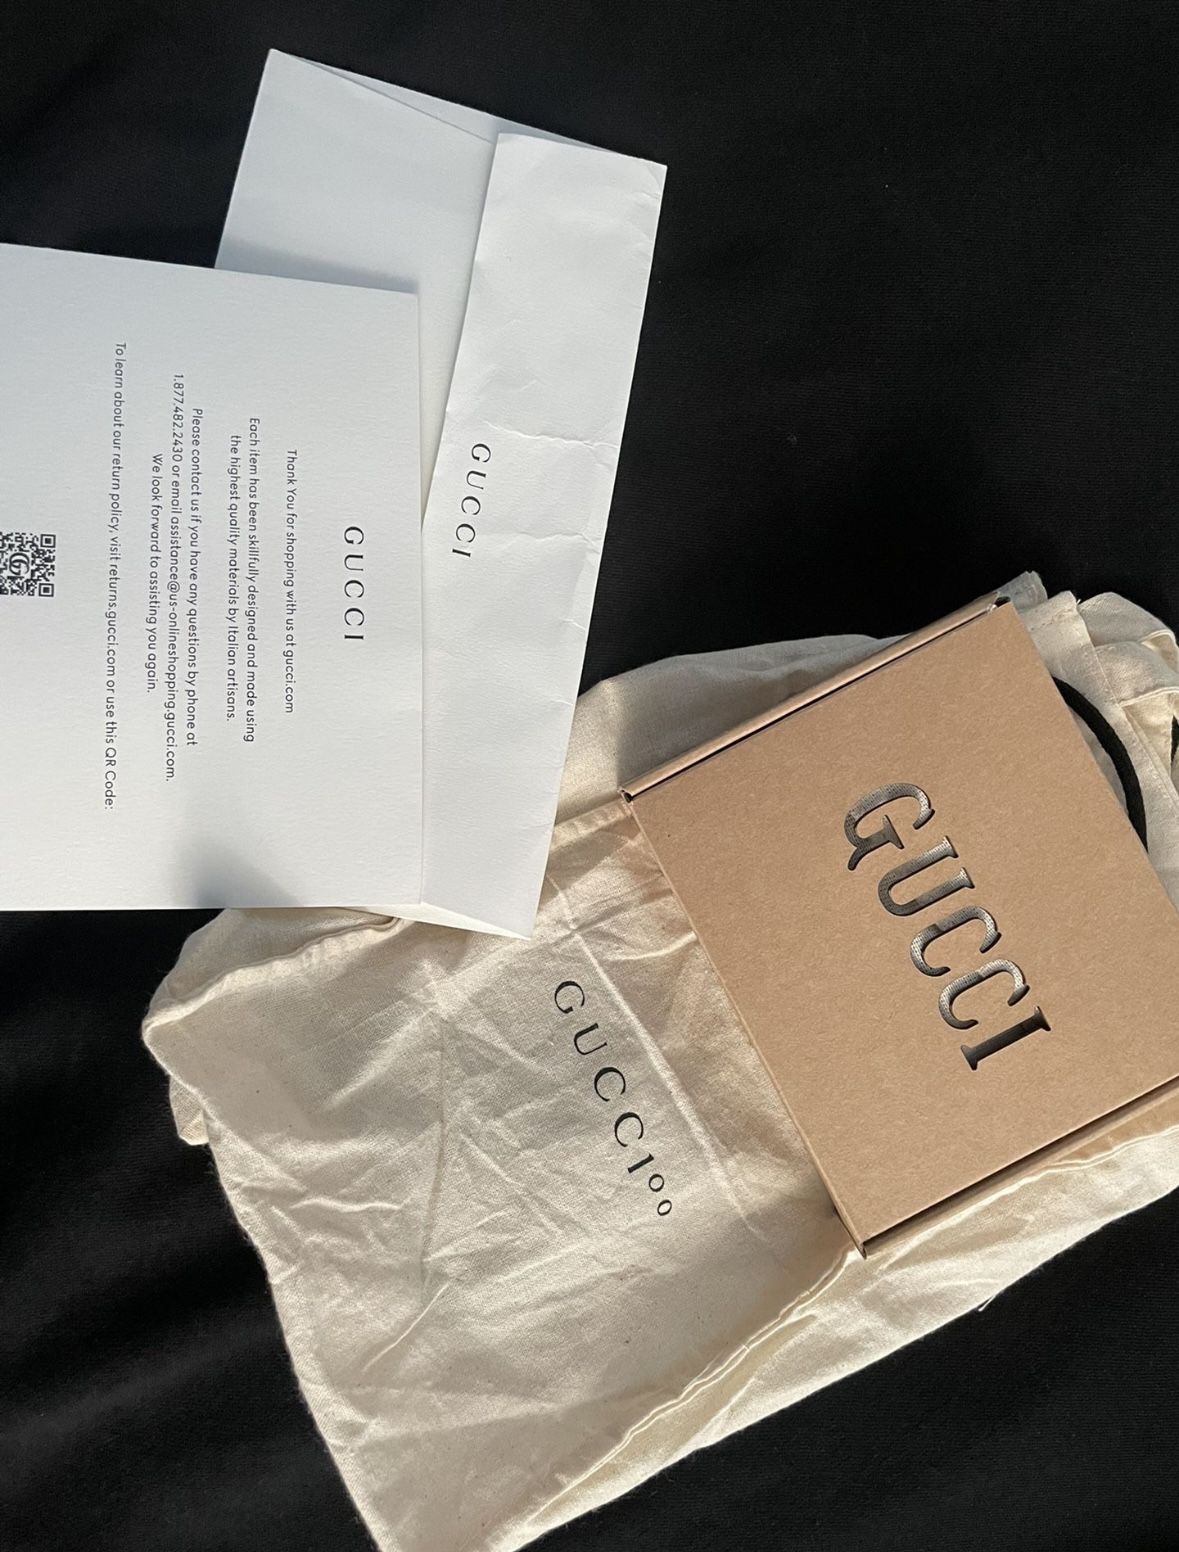 GUCCI
GUCCI
Thank You for shopping with us at gucci.com
Each item has been skillfully designed and made using
the highest quality materials by Italian artisans.
Please contact us if you have any questions by phone at
1.877.482.2430 or email assistance@us-onlineshopping.gucci.com.
We look forward to assisting you again.
To learn about our return policy, visit returns.gucci.com or use this QR Code:
GUCCI
GUCCI00